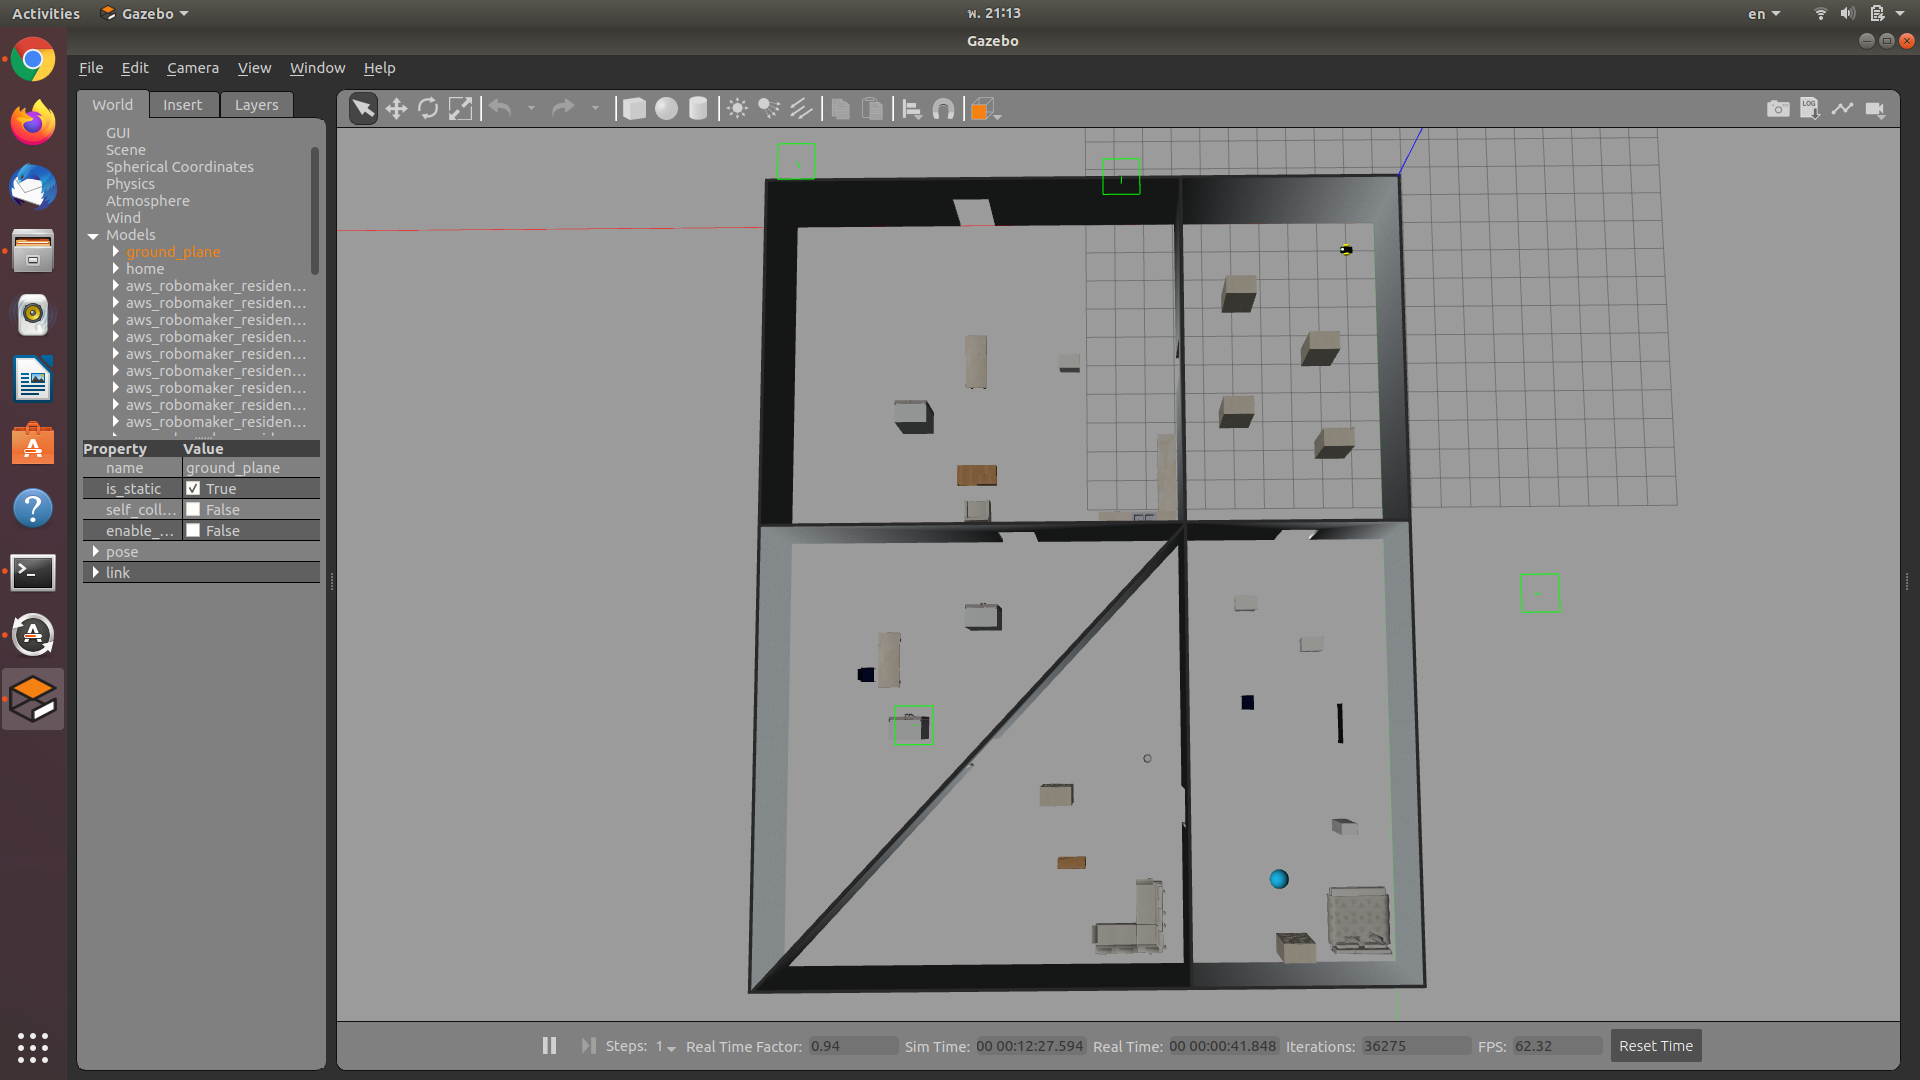 Activities Gazebo พ. 21:13 en
Gazebo
File Edit Camera View Window Help
World Insert Layers
GUI
Scene
Spherical Coordinates
Physics
Atmosphere
Wind
Models
ground_plane
home
aws_robomaker_residen...
aws_robomaker_residen...
aws_robomaker_residen...
aws_robomaker_residen...
aws_robomaker_residen...
aws_robomaker_residen...
aws_robomaker_residen...
aws_robomaker_residen...
aws_robomaker_residen...
Property Value
name ground_plane
is_static True
self_coll... False
enable_... False
pose
link
LOG
Steps: 1 Real Time Factor: 0.94 Sim Time: 00 00:12:27.594 Real Time: 00 00:00:41.848 Iterations: 36275 FPS: 62.32 Reset Time